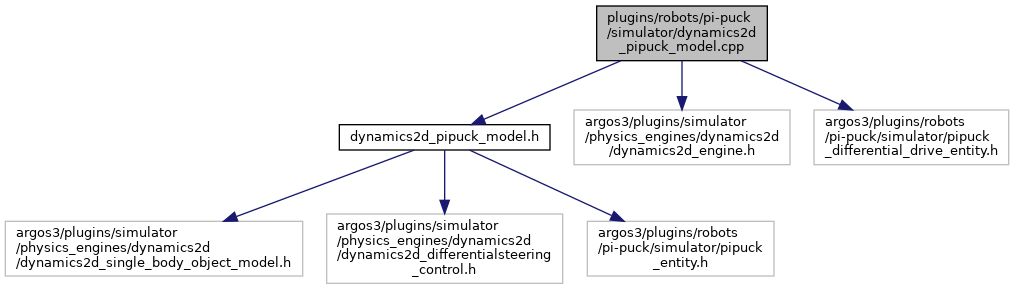 plugins/robots/pi-puck
/simulator/dynamics2d
_pipuck_model.cpp
dynamics2d_pipuck_model.h
argos3/plugins/simulator
/physics_engines/dynamics2d
/dynamics2d_engine.h
argos3/plugins/robots
/pi-puck/simulator/pipuck
_differential_drive_entity.h
argos3/plugins/simulator
/physics_engines/dynamics2d
/dynamics2d_single_body_object_model.h
argos3/plugins/simulator
/physics_engines/dynamics2d
/dynamics2d_differentialsteering
_control.h
argos3/plugins/robots
/pi-puck/simulator/pipuck
_entity.h